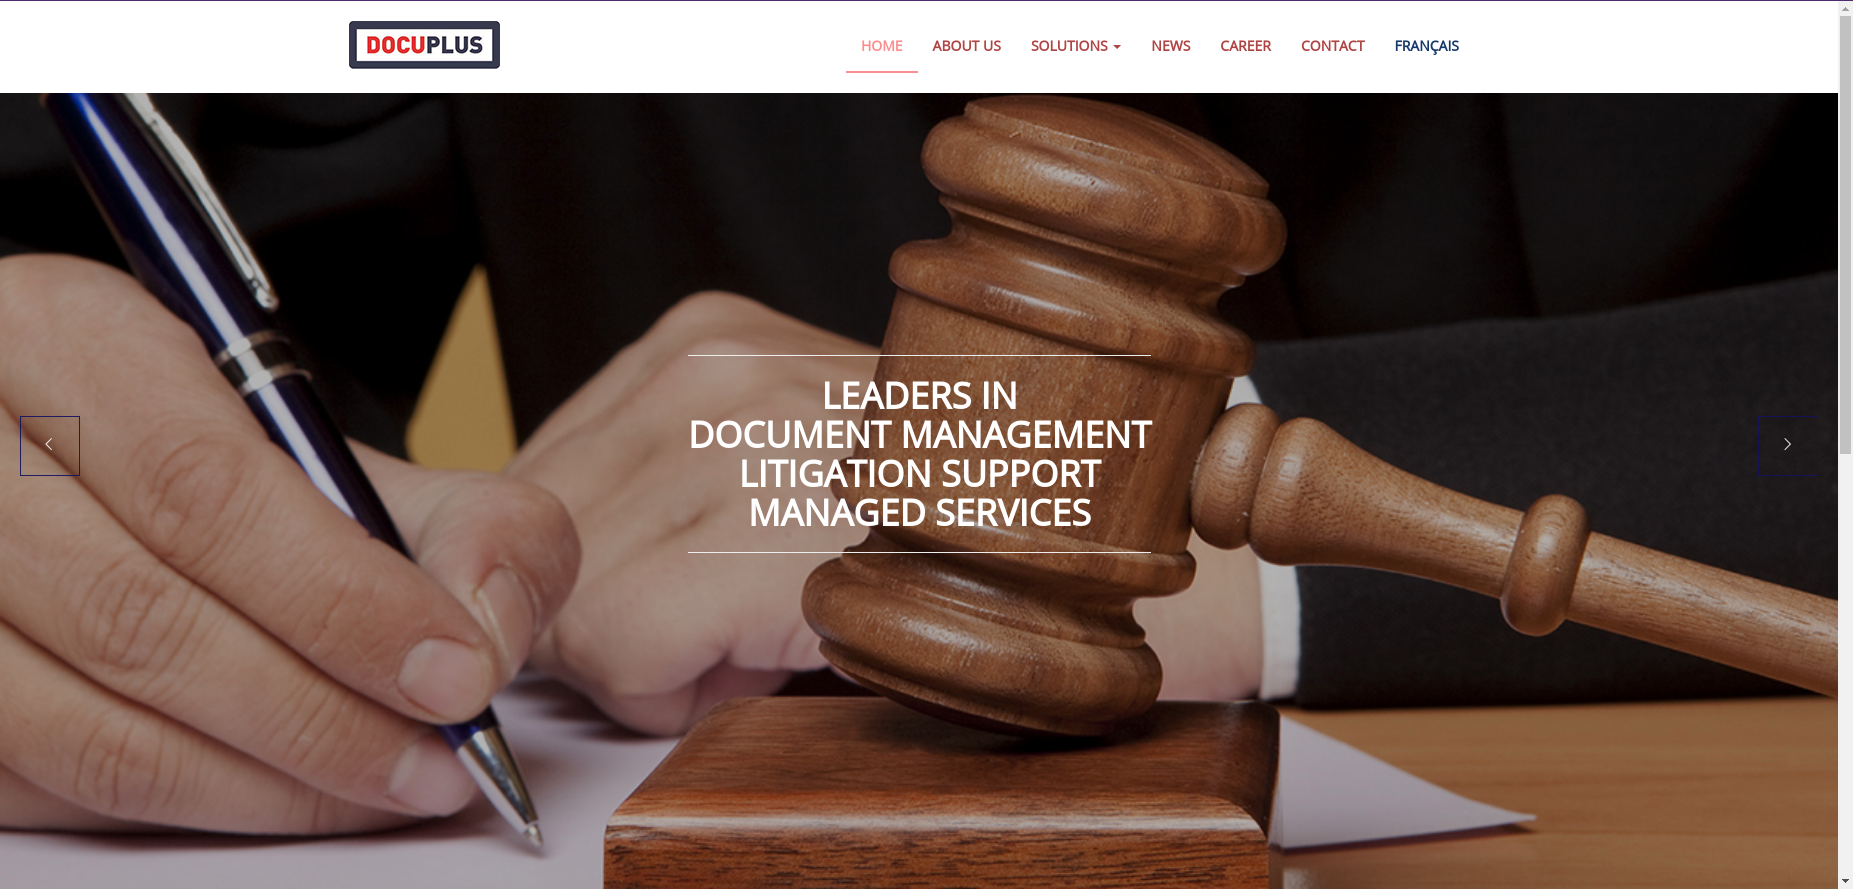 DOCUPLUS
HOME
ABOUT US
SOLUTIONS
NEWS
CAREER
CONTACT
FRANÇAIS
LEADERS IN
DOCUMENT MANAGEMENT
LITIGATION SUPPORT
MANAGED SERVICES